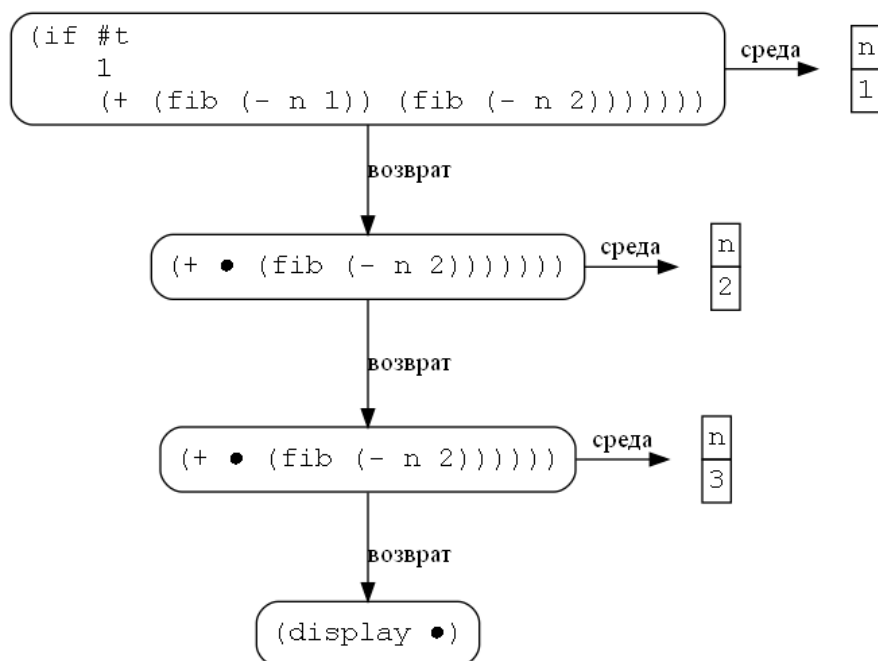 (if #t
1
(+ (fib (- n 1)) (fib (- n 2)))))))
среда
n
1
возврат
(+ ● (fib (- n 2)))))))
среда
n
2
возврат
(+ ● (fib (- n 2))))))
среда
n
3
возврат
(display ●)